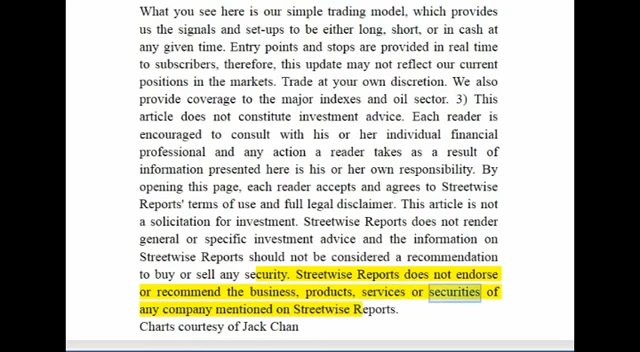 What you see here is our simple trading model, which provides
us the signals and set-ups to be either long, short, or in cash at
any given time. Entry points and stops are provided in real time
to subscribers, therefore, this update may not reflect our current
positions in the markets. Trade at your own discretion. We also
provide coverage to the major indexes and oil sector. 3) This
article does not constitute investment advice. Each reader is
encouraged to consult with his or her individual financial
professional and any action a reader takes as a result of
information presented here is his or her own responsibility. By
opening this page, each reader accepts and agrees to Streetwise
Reports' terms of use and full legal disclaimer. This article is not
a solicitation for investment. Streetwise Reports does not render
general or specific investment advice and the information on
Streetwise Reports should not be considered a recommendation
to buy or sell any security. Streetwise Reports does not endorse
or recommend the business, products, services or securities of
any company mentioned on Streetwise Reports.
Charts courtesy of Jack Chan